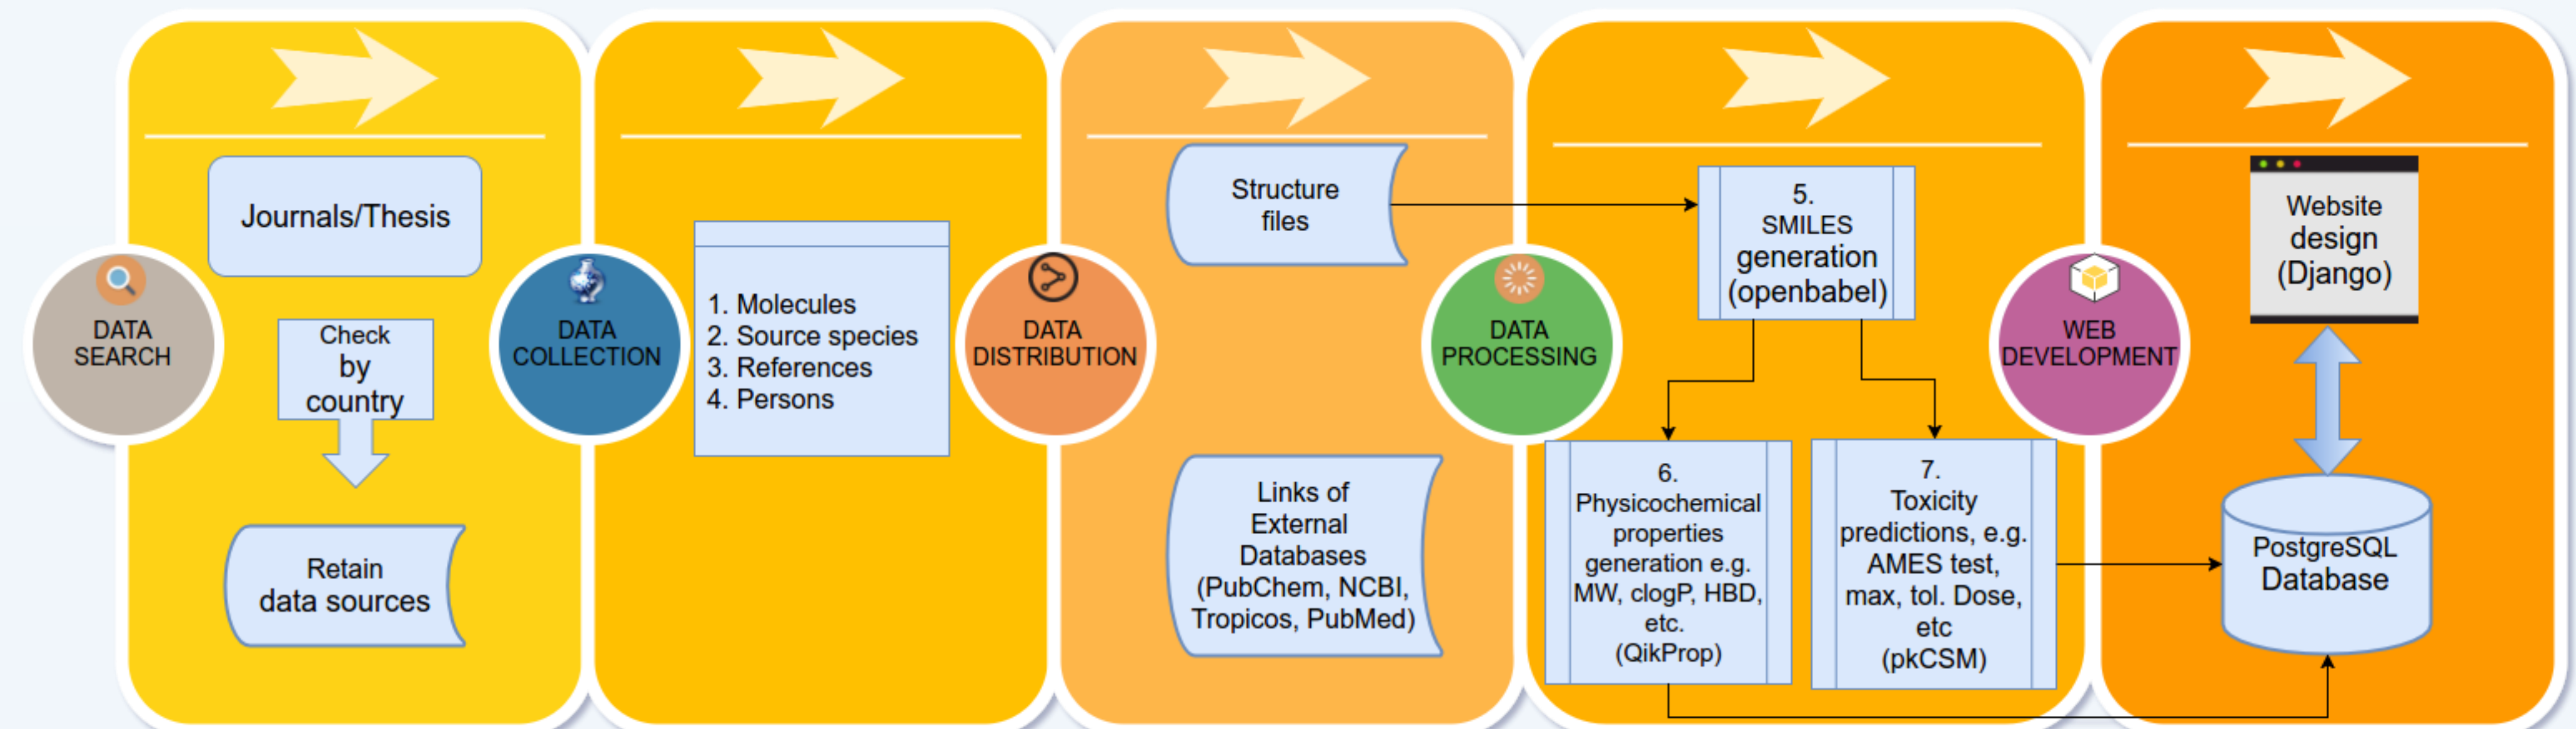 DATA
SEARCH
Journals/Thesis
Check
by
country
Retain
data sources
DATA
COLLECTION
1. Molecules
2. Source species
3. References
4. Persons
DATA
DISTRIBUTION
Structure
files
Links of
External
Databases
(PubChem, NCBI,
Tropicos, PubMed)
DATA
PROCESSING
5.
SMILES
generation
(openbabel)
6.
Physicochemical
properties
generation e.g.
MW, clogP, HBD,
etc.
(QikProp)
7.
Toxicity
predictions, e.g.
AMES test,
max, tol. Dose,
etc
(pkCSM)
WEB
DEVELOPMENT
Website
design
(Django)
PostgreSQL
Database